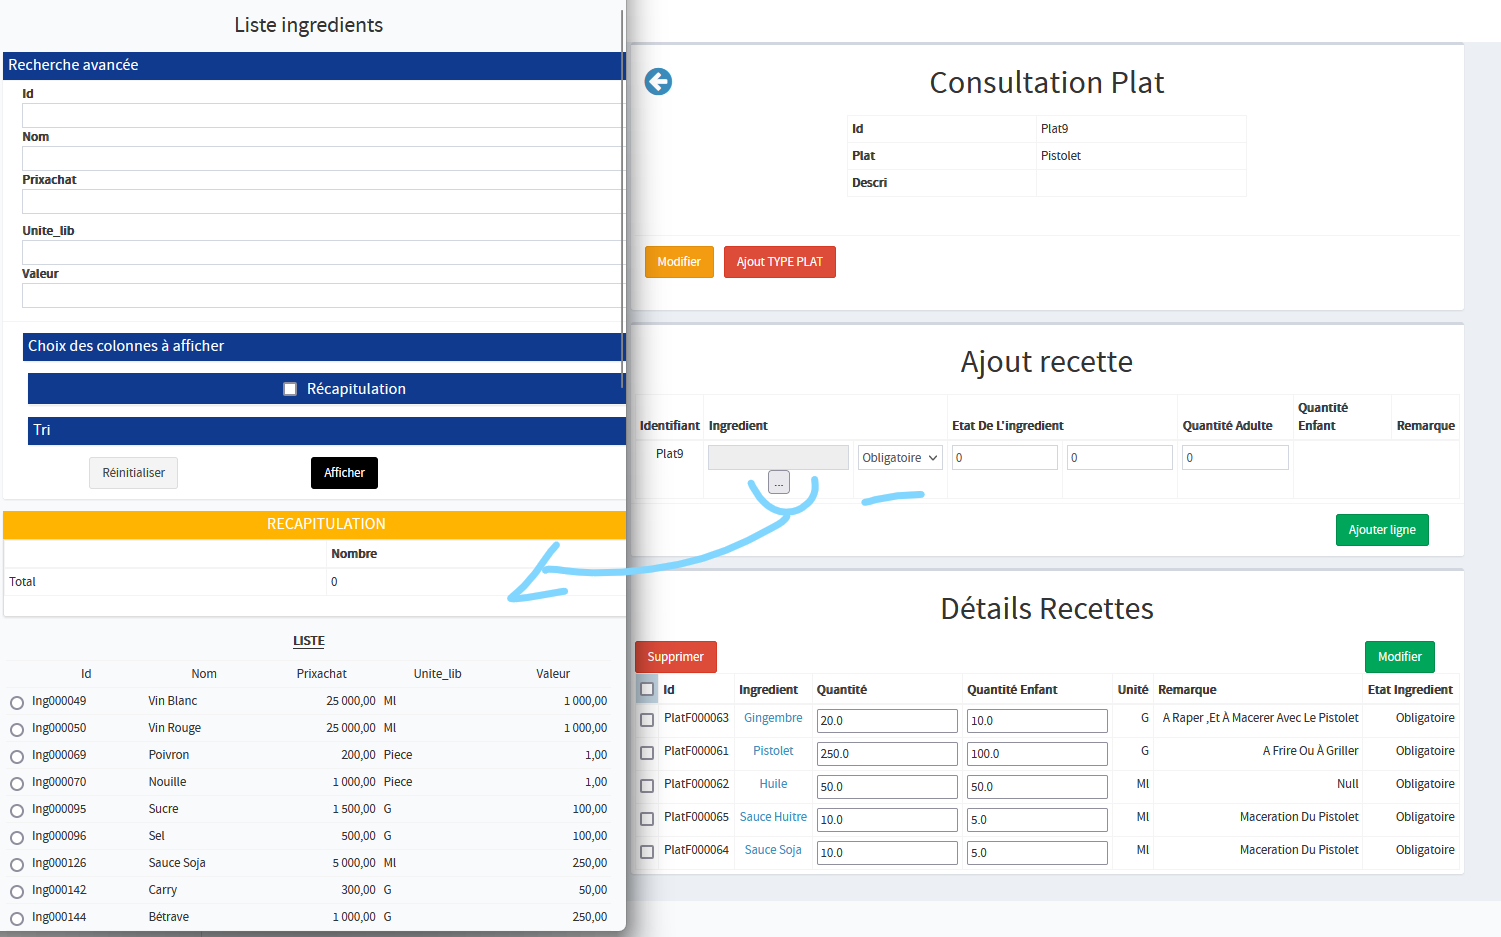 Liste ingredients
Recherche avancée
Id
Nom
Prixachat
Unite_lib
Valeur
Choix des colonnes à afficher
Récapitulation
Tri
Réinitialiser Afficher
RECAPITULATION
Nombre
Total 0
LISTE
Id Nom Prixachat Unite_lib Valeur
Ing000049 Vin Blanc 25 000,00 Ml 1 000,00
Ing000050 Vin Rouge 25 000,00 Ml 1 000,00
Ing000069 Poivron 200,00 Piece 1,00
Ing000070 Nouille 1 000,00 Piece 1,00
Ing000095 Sucre 1 500,00 G 100,00
Ing000096 Sel 500,00 G 100,00
Ing000126 Sauce Soja 5 000,00 Ml 250,00
Ing000142 Carry 300,00 G 50,00
Ing000144 Bétrave 1 000,00 G 250,00
Consultation Plat
Id Plat9
Plat Pistolet
Descri
Modifier Ajout TYPE PLAT
Ajout recette
Identifiant Ingredient Etat De L'ingredient Quantité Adulte Quantité Enfant Remarque
Plat9 Obligatoire 0 0 0
...
Ajouter ligne
Détails Recettes
Supprimer Modifier
Id Ingredient Quantité Quantité Enfant Unité Remarque Etat Ingredient
PlatF000063 Gingembre 20.0 10.0 G A Raper ,Et À Macerer Avec Le Pistolet Obligatoire
PlatF000061 Pistolet 250.0 100.0 G A Frire Ou À Griller Obligatoire
PlatF000062 Huile 50.0 50.0 Ml Null Obligatoire
PlatF000065 Sauce Huitre 10.0 5.0 Ml Maceration Du Pistolet Obligatoire
PlatF000064 Sauce Soja 10.0 5.0 Ml Maceration Du Pistolet Obligatoire